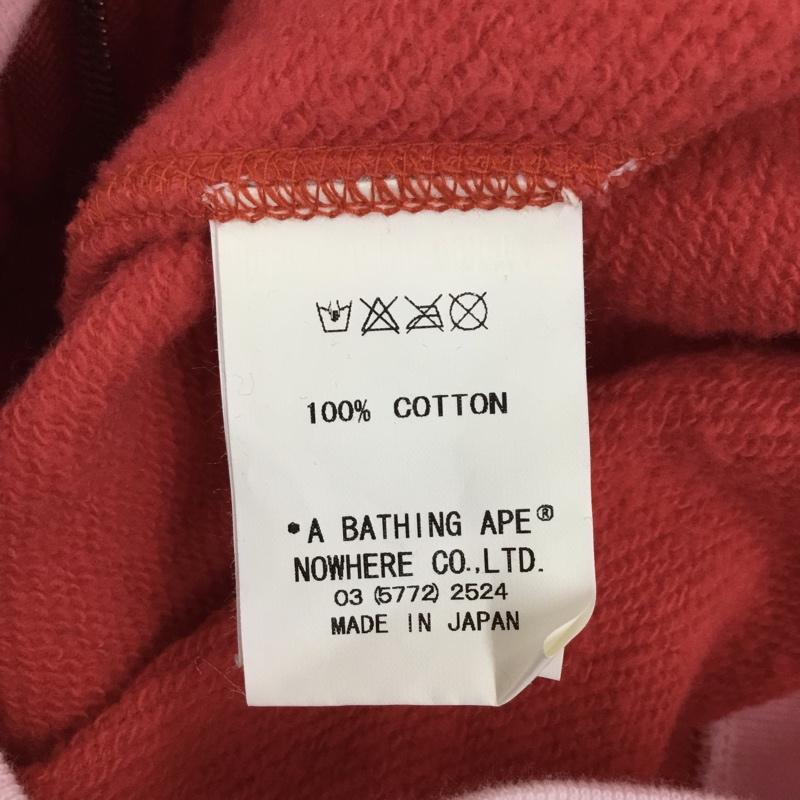 100% COTTON
•A BATHING APE®
NOWHERE CO.,LTD.
03 (5772) 2524
MADE IN JAPAN